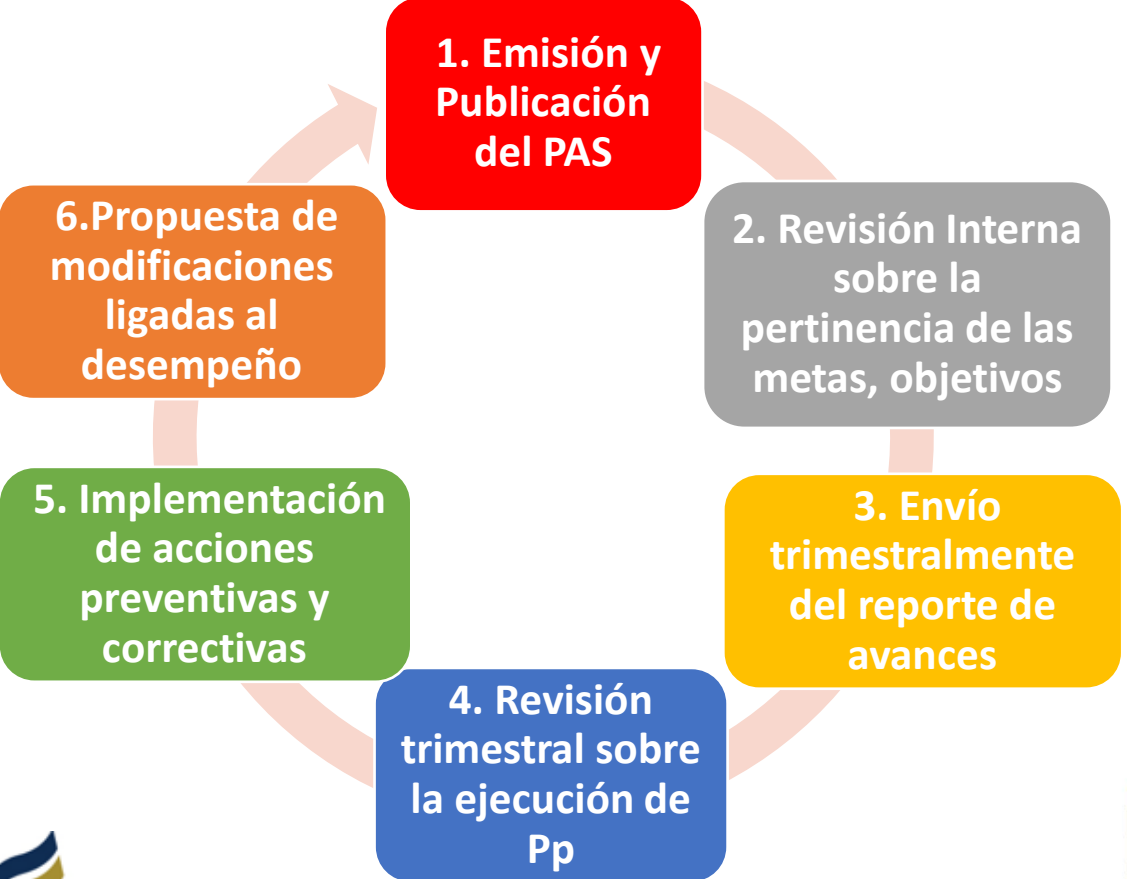 1. Emisión y
Publicación
del PAS
2. Revisión Interna
sobre la
pertinencia de las
metas, objetivos
3. Envío
trimestralmente
del reporte de
avances
4. Revisión
trimestral sobre
la ejecución de
Pp
5. Implementación
de acciones
preventivas y
correctivas
6.Propuesta de
modificaciones
ligadas al
desempeño